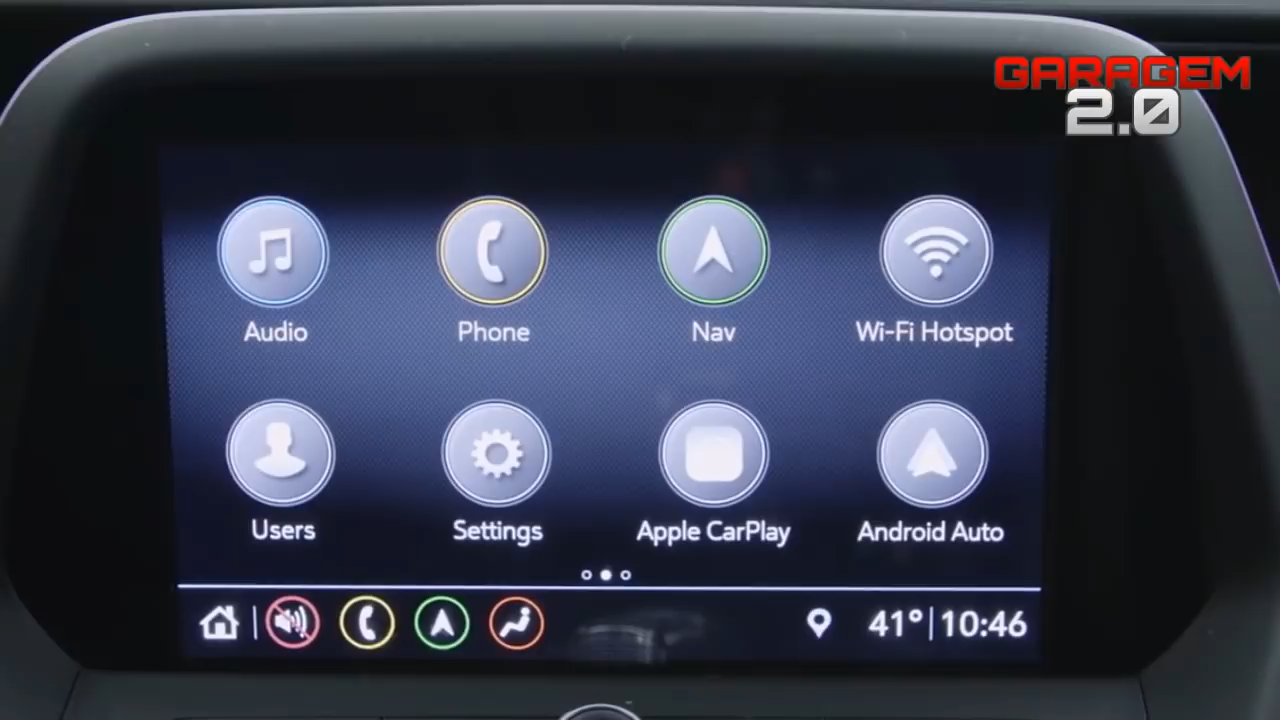 GARAGEM
2.0
Audio
Phone
Nav
Wi-Fi Hotspot
Users
Settings
Apple CarPlay
Android Auto
41° 10:46